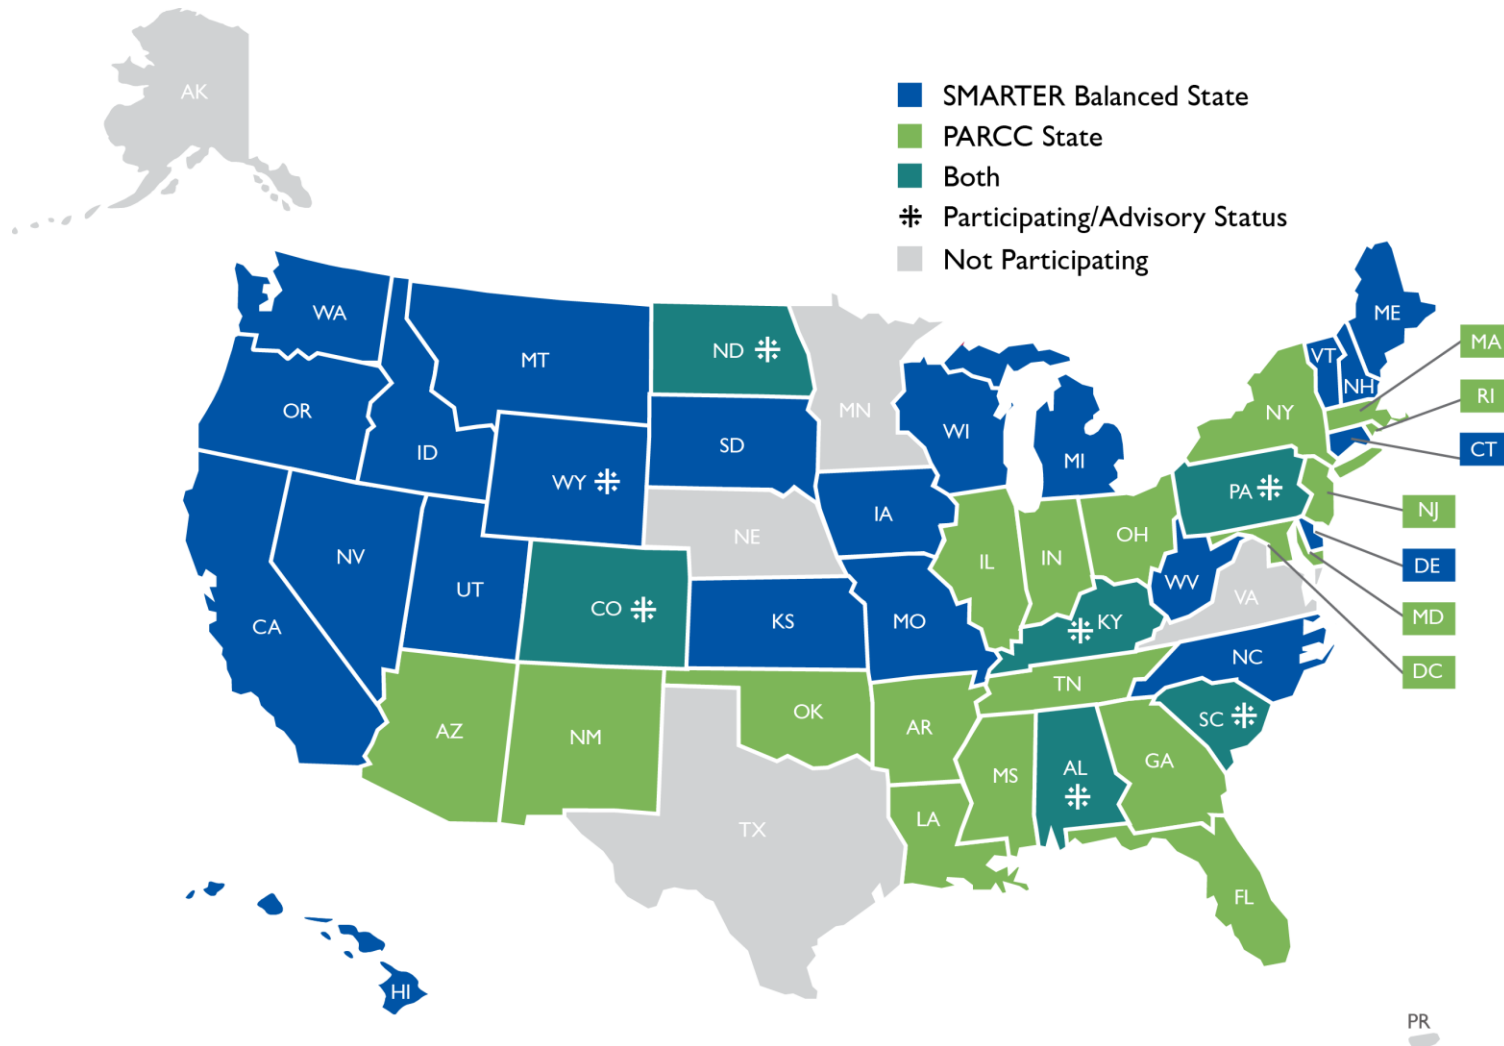 AK
SMARTER Balanced State
PARCC State
Both
Participating/Advisory Status
Not Participating
WA
MT
ND
MN
ME
MA
VT
NH
RI
OR
ID
WY
SD
WI
MI
NY
CT
IA
NE
PA
NJ
NV
UT
CO
KS
MO
IL
IN
OH
WV
VA
DE
CA
KY
MD
NC
DC
AZ
NM
OK
AR
TN
SC
MS
AL
GA
LA
TX
FL
HI
PR